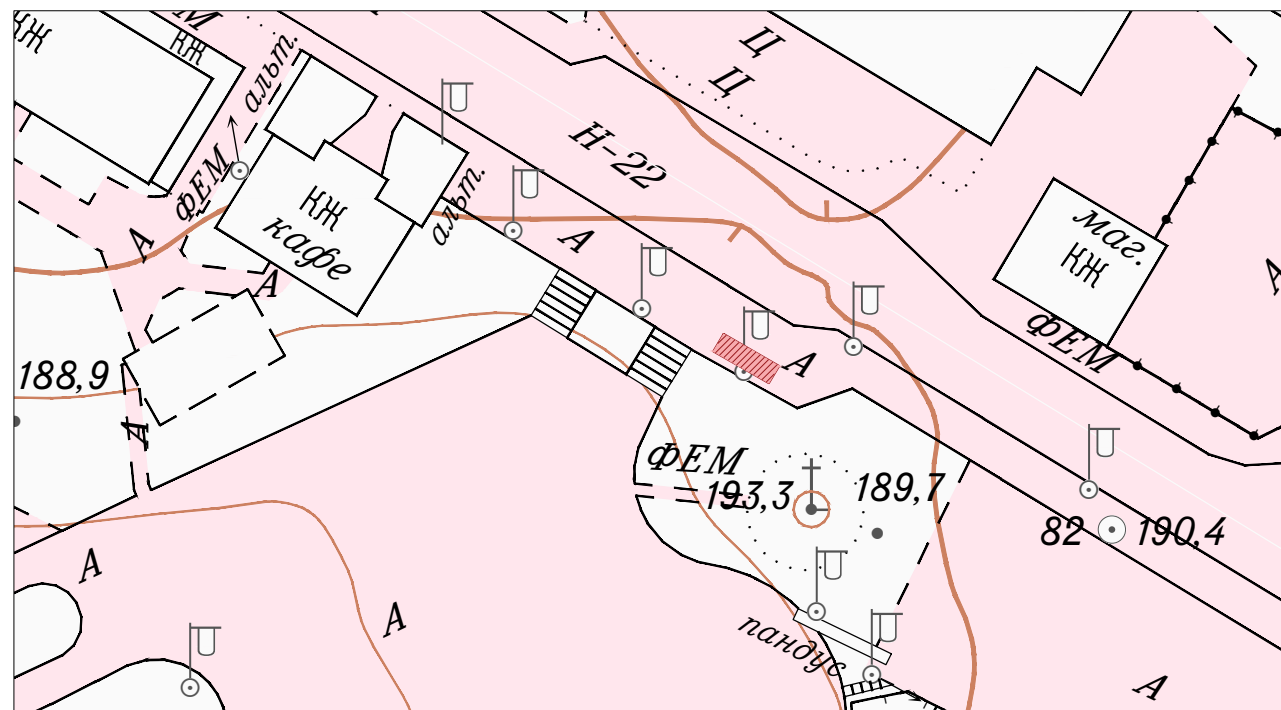 КЖ
М
КЖ
альт.
Ц
Ц
Н-22
фЕМ
А
КЖ
кафе
альт.
А
А
маг.
КЖ
фЕМ
А
188,9
А
А
фЕМ
193,3
189,7
82
190,4
А
А
пандус
А